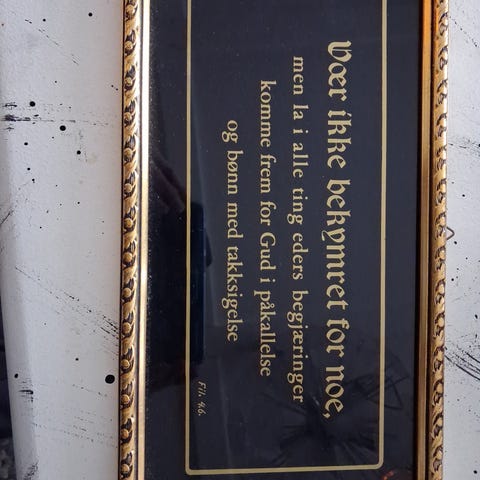 Vær ikke bekymret for noe,
men la i alle ting eders begjæringer
komme frem for Gud i påkallelse
og bønn med takksigelse
Fil. 4.6.